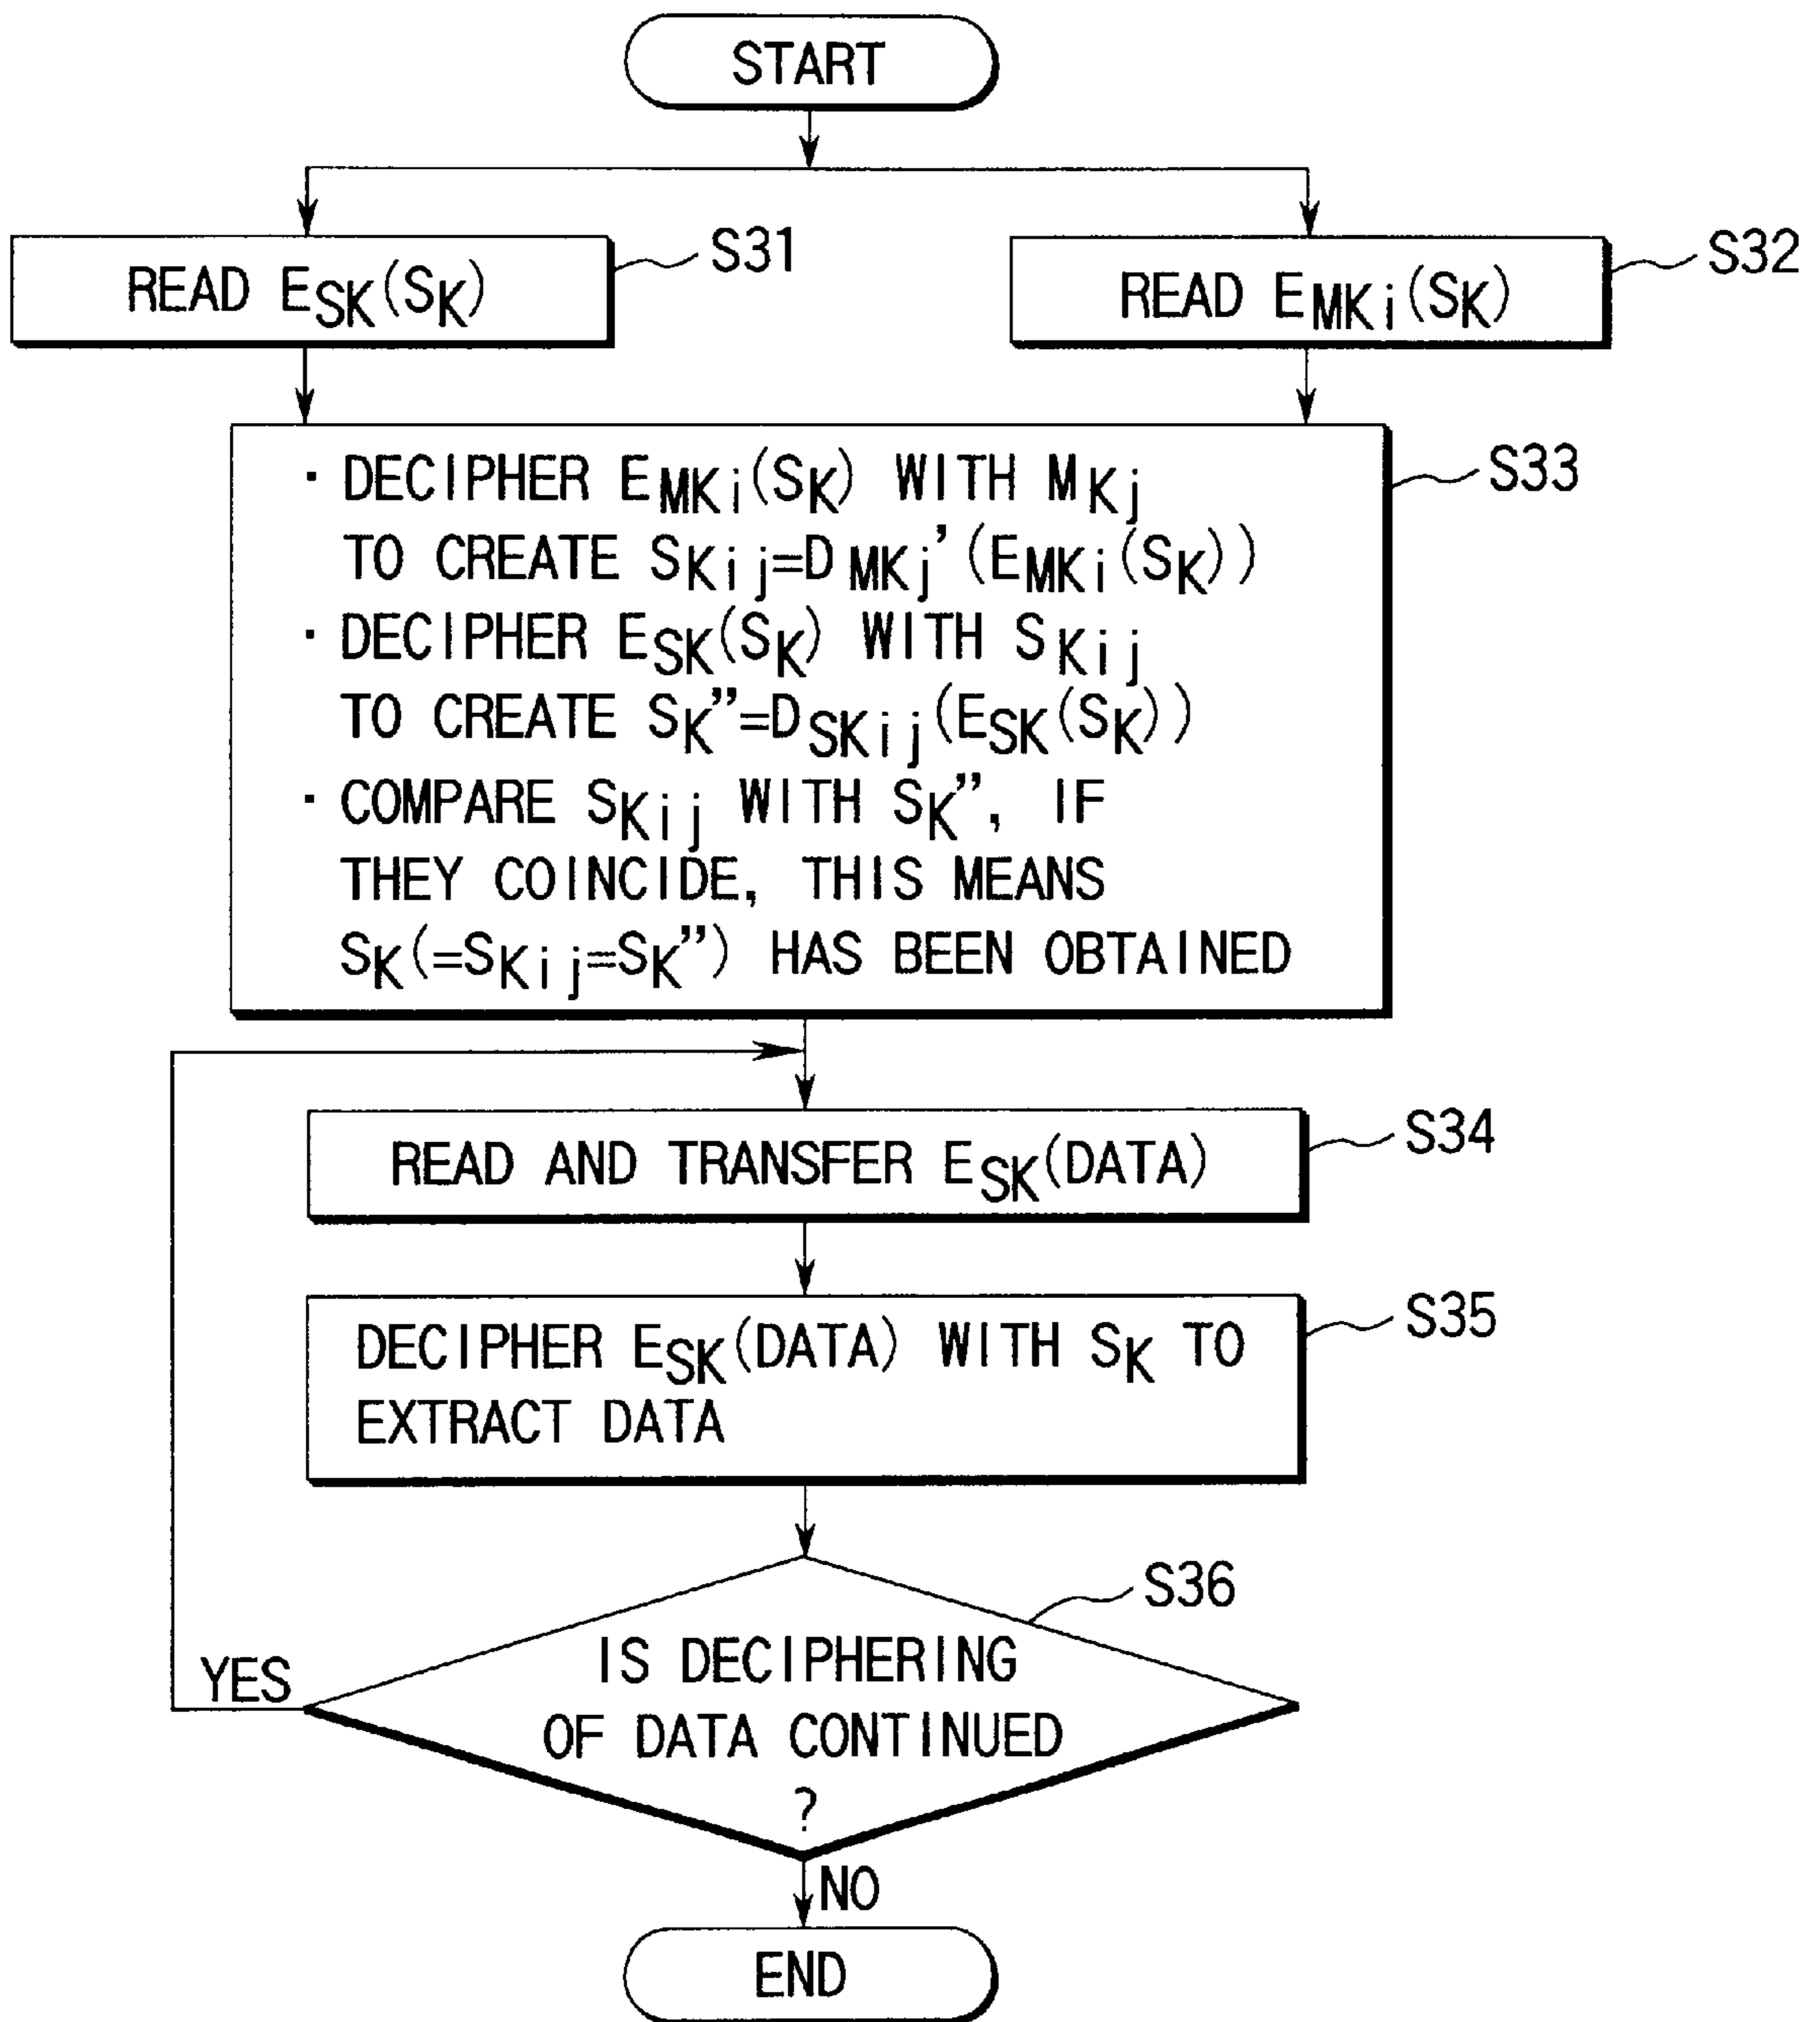 START
READ ESK(SK)
S31
READ EMKi(SK)
S32
· DECIPHER EMKi(SK) WITH MKj
TO CREATE SKij=DMKj'(EMKi(SK))
· DECIPHER ESK(SK) WITH SKij
TO CREATE SK"=DSKij(ESK(SK))
· COMPARE SKij WITH SK", IF
THEY COINCIDE, THIS MEANS
SK(=SKij=SK") HAS BEEN OBTAINED
S33
READ AND TRANSFER ESK(DATA)
S34
DECIPHER ESK(DATA) WITH SK TO
EXTRACT DATA
S35
IS DECIPHERING
OF DATA CONTINUED
?
S36
YES
NO
END